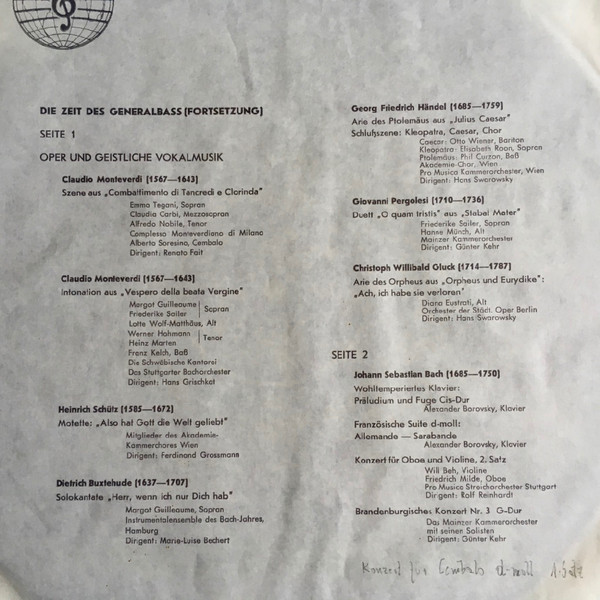 DIE ZEIT DES GENERALBASS (FORTSETZUNG)
SEITE 1
OPER UND GEISTLICHE VOKALMUSIK
Claudio Monteverdi (1567—1643)
Szene aus „Combattimento di Tancredi e Clorinda"
Emma Tegani, Sopran
Claudia Carbi, Mezzosopran
Alfredo Nobile, Tenor
Complesso Monteverdiano di Milano
Alberto Soresina, Cembalo
Dirigent: Renato Fait
Claudio Monteverdi (1567—1643)
Intonation aus „Vespero della beata Vergine"
Margot Guilleaume
Friederike Sailer
Sopran
Lotte Wolf-Matthäus, Alt
Werner Hohmann
Heinz Marten
Tenor
Franz Kelch, Baß
Die Schwäbische Kantorei
Das Stuttgarter Bachorchester
Dirigent: Hans Grischkat
Heinrich Schütz (1585—1672)
Motette: „Also hat Gott die Welt geliebt"
Mitglieder des Akademie-
Kammerchores Wien
Dirigent: Ferdinand Grossmann
Dietrich Buxtehude (1637—1707)
Solokantate „Herr, wenn ich nur Dich hab"
Margot Guilleaume, Sopran
Instrumentalensemble des Bach-Jahres,
Hamburg
Dirigent: Marie-Luise Bechert
Georg Friedrich Händel (1685—1759)
Arie des Ptolemäus aus „Julius Caesar"
Schlußszene: Kleopatra, Caesar, Chor
Caesar: Otto Wiener, Bariton
Kleopatra: Elisabeth Roon, Sopran
Ptolemäus: Phil Curzon, Baß
Akademie-Chor, Wien
Pro Musica Kammerorchester, Wien
Dirigent: Hans Swarowsky
Giovanni Pergolesi (1710—1736)
Duett „O quam tristis" aus „Stabat Mater"
Friederike Sailer, Sopran
Hanne Münch, Alt
Mainzer Kammerorchester
Dirigent: Günter Kehr
Christoph Willibald Gluck (1714—1787)
Arie des Orpheus aus „Orpheus und Eurydike":
„Ach, ich habe sie verloren"
Diana Eustrati, Alt
Orchester der Städt. Oper Berlin
Dirigent: Hans Swarowsky
SEITE 2
Johann Sebastian Bach (1685—1750)
Wohltemperiertes Klavier:
Präludium und Fuge Cis-Dur
Alexander Borovsky, Klavier
Französische Suite d-moll:
Allemande — Sarabande
Alexander Borovsky, Klavier
Konzert für Oboe und Violine, 2. Satz
Will Beh, Violine
Friedrich Milde, Oboe
Pro Musica Streichorchester Stuttgart
Dirigent: Rolf Reinhardt
Brandenburgisches Konzert Nr. 3 G-Dur
Das Mainzer Kammerorchester
mit seinen Solisten
Dirigent: Günter Kehr
Konzert für Cembalo d-moll 1. Satz